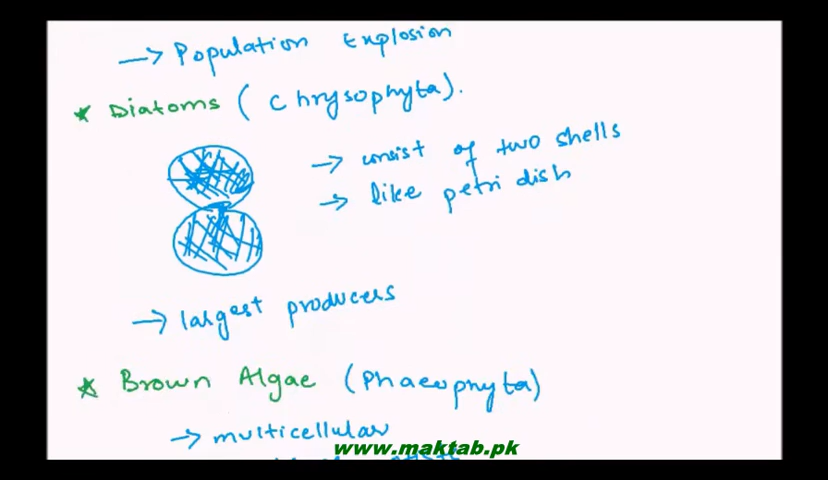 → Population Explosion
* Diatoms ( Chrysophyta).
→ consist of two shells
→ like petri dish
→ largest producers
* Brown Algae (Phaeophyta)
→ multicellular
www.maktab.pk